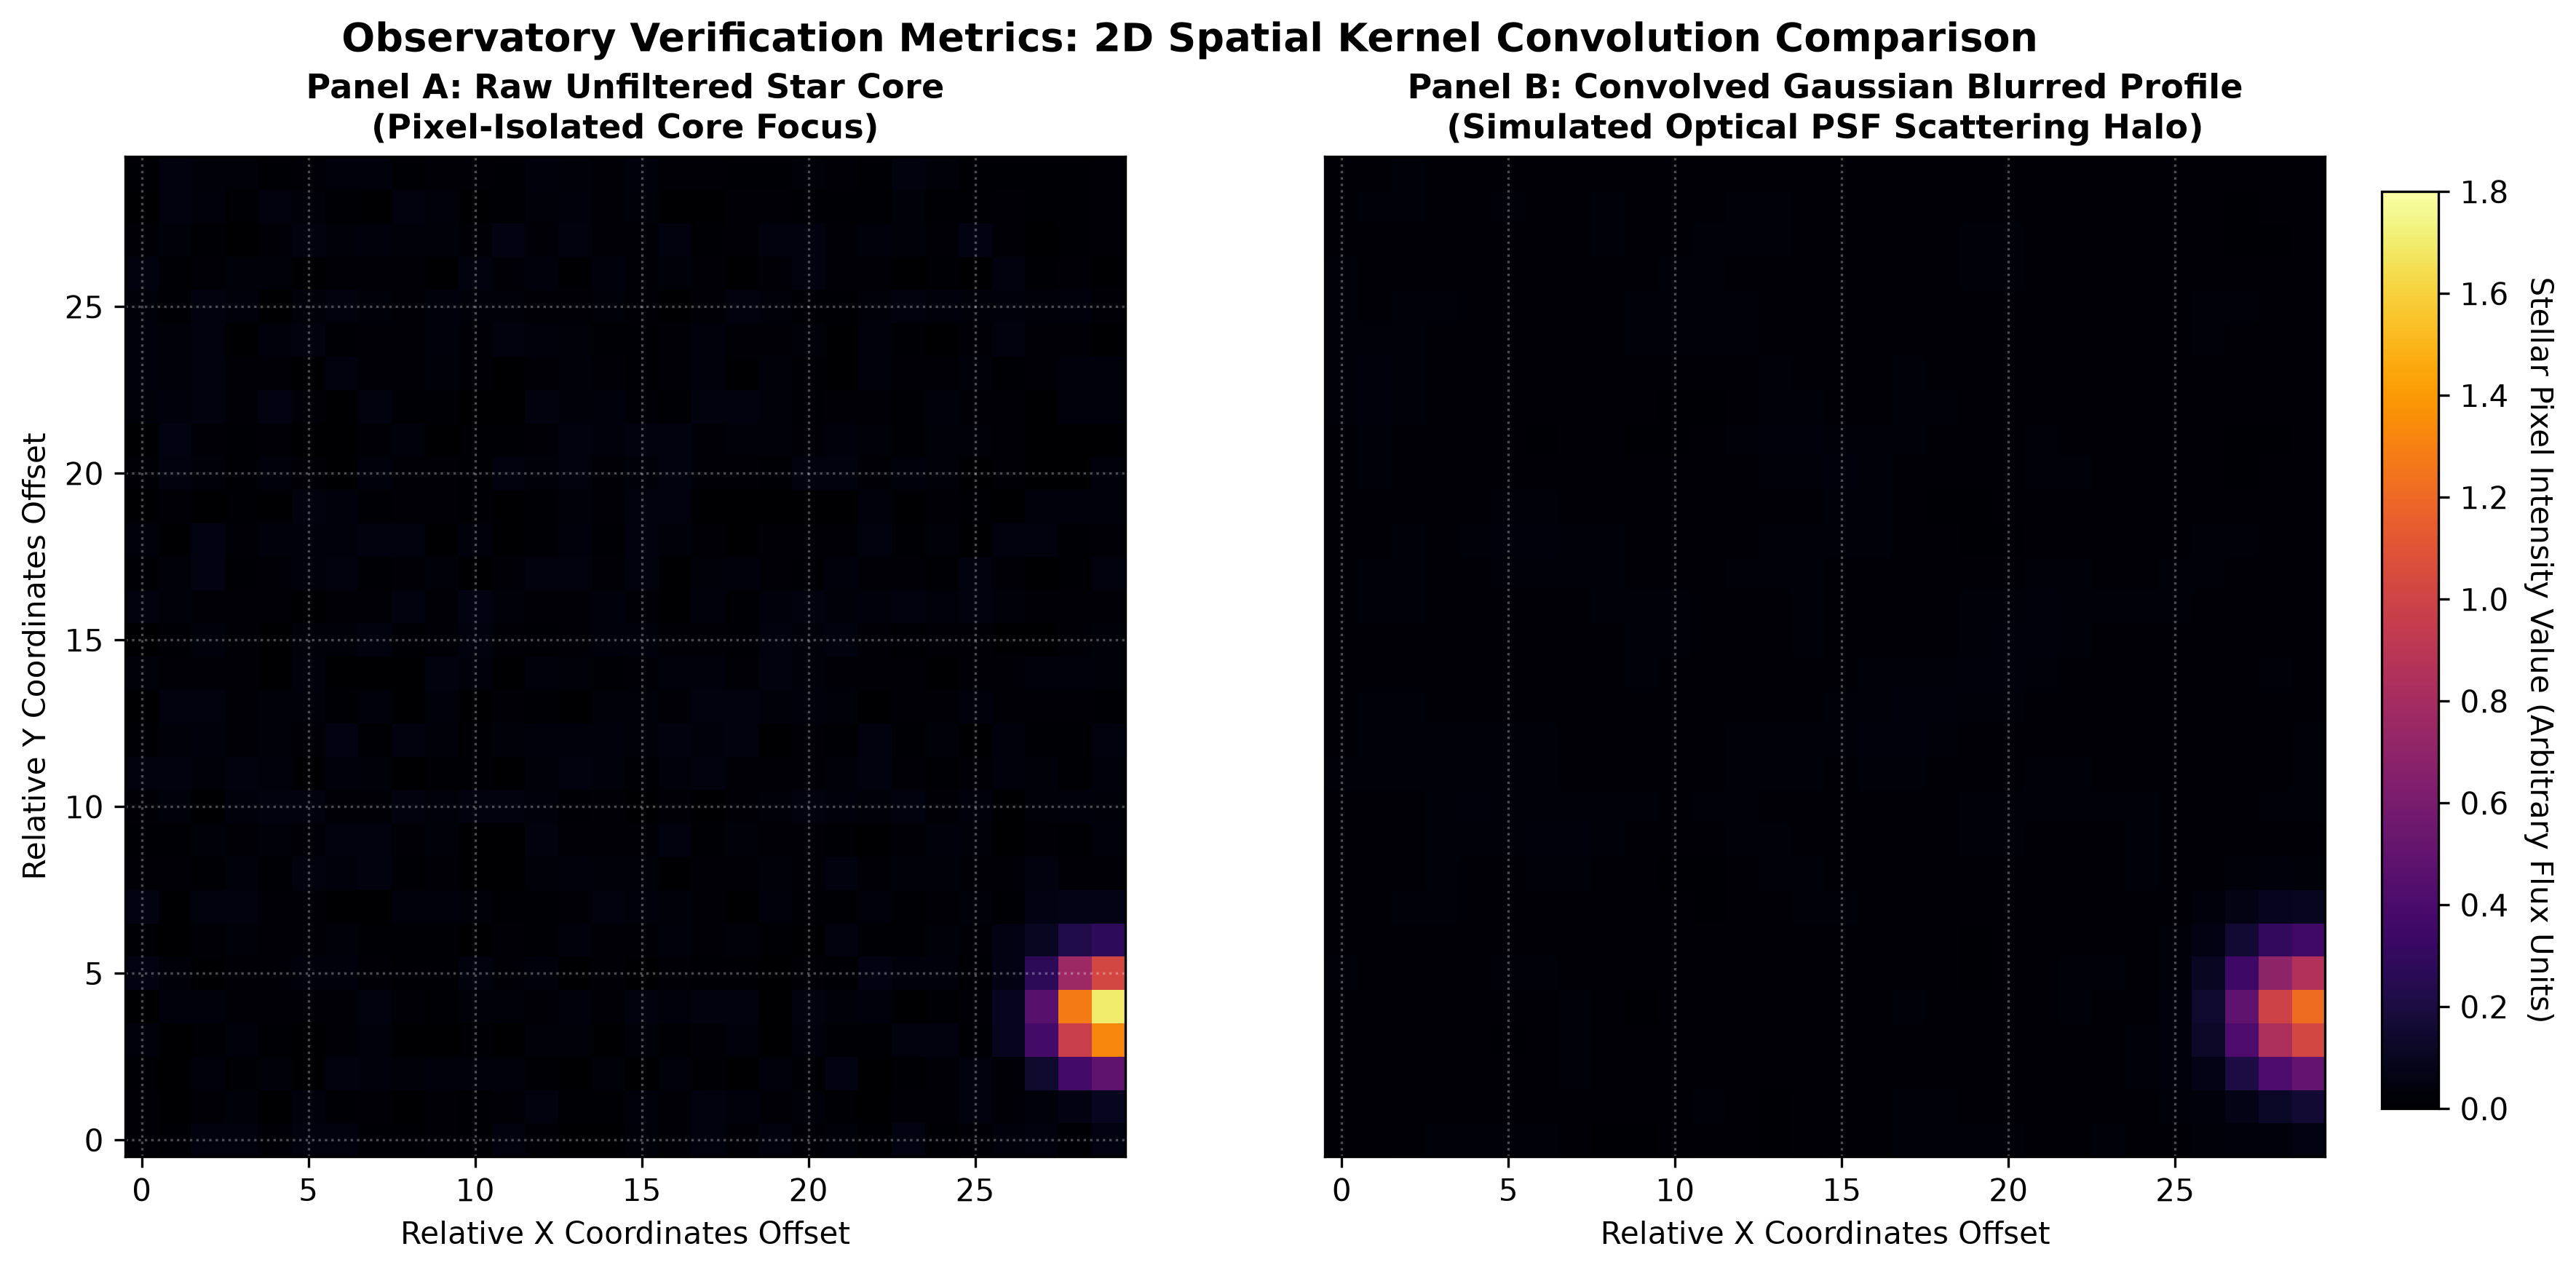 Observatory Verification Metrics: 2D Spatial Kernel Convolution Comparison
Panel A: Raw Unfiltered Star Core
(Pixel-Isolated Core Focus)
Relative Y Coordinates Offset
25
20
15
10
5
0
0 5 10 15 20 25
Relative X Coordinates Offset
Panel B: Convolved Gaussian Blurred Profile
(Simulated Optical PSF Scattering Halo)
0 5 10 15 20 25
Relative X Coordinates Offset
1.8
1.6
1.4
1.2
1.0
0.8
0.6
0.4
0.2
0.0
Stellar Pixel Intensity Value (Arbitrary Flux Units)